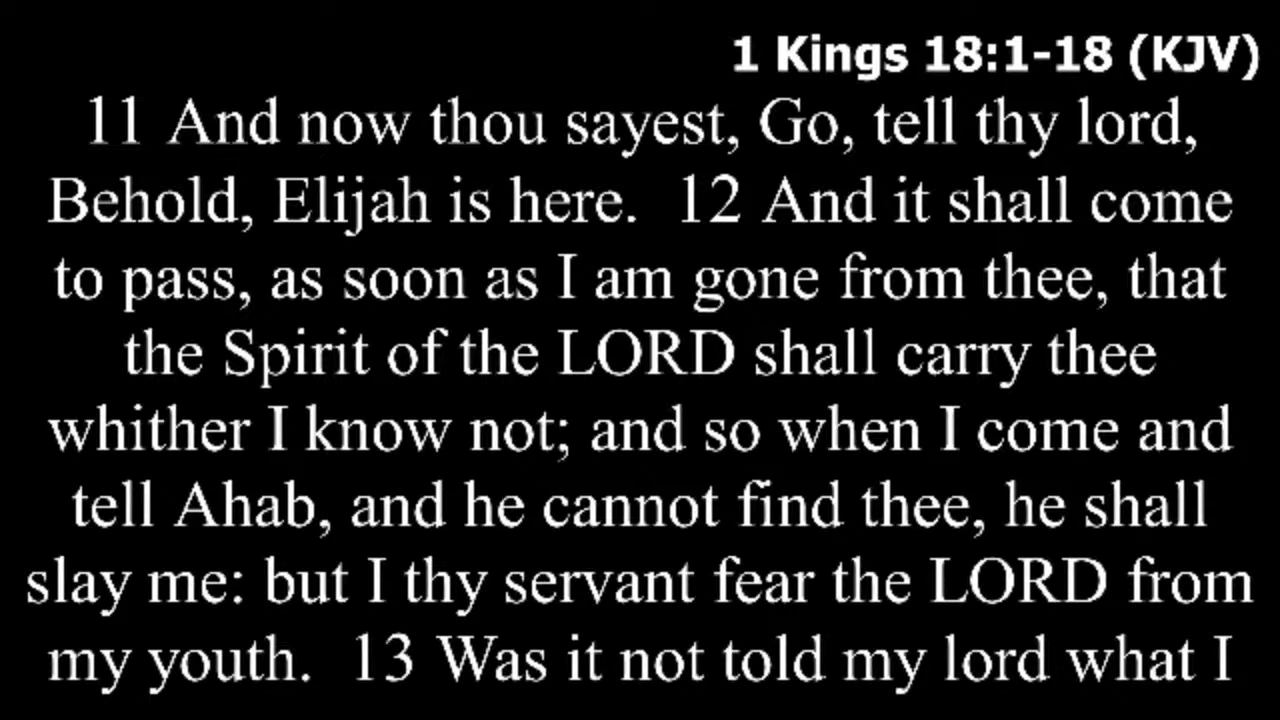 1 Kings 18:1-18 (KJV)
11 And now thou sayest, Go, tell thy lord,
Behold, Elijah is here.  12 And it shall come
to pass, as soon as I am gone from thee, that
the Spirit of the LORD shall carry thee
whither I know not; and so when I come and
tell Ahab, and he cannot find thee, he shall
slay me: but I thy servant fear the LORD from
my youth.  13 Was it not told my lord what I